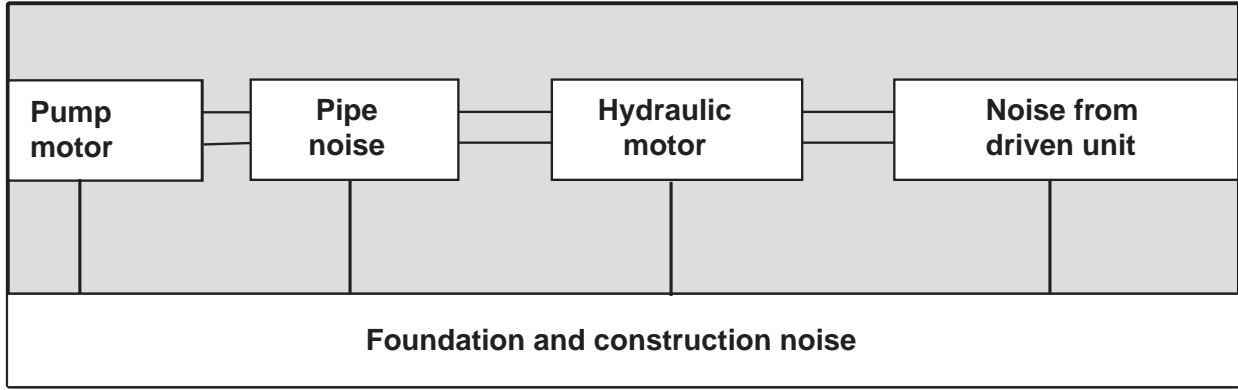 Pump
motor
Pipe
noise
Hydraulic
motor
Noise from
driven unit
Foundation and construction noise